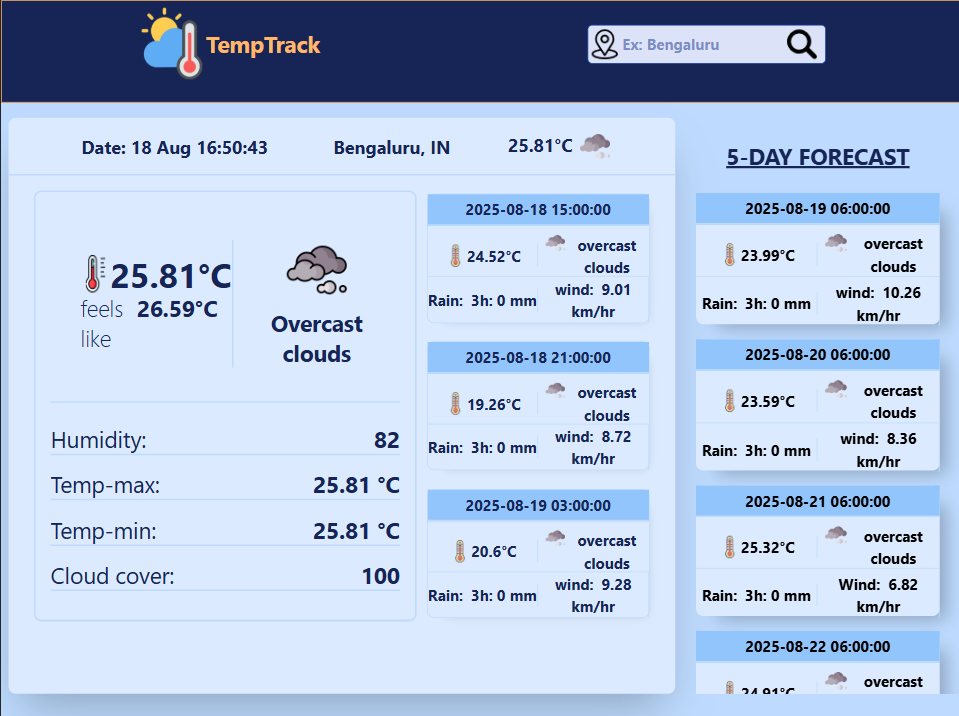 TempTrack
Ex: Bengaluru
Date: 18 Aug 16:50:43
Bengaluru, IN
25.81°C
25.81°C
feels 26.59°C
like
Overcast
clouds
Humidity: 82
Temp-max: 25.81 °C
Temp-min: 25.81 °C
Cloud cover: 100
2025-08-18 15:00:00
24.52°C
overcast
clouds
Rain: 3h: 0 mm
wind: 9.01
km/hr
2025-08-18 21:00:00
19.26°C
overcast
clouds
Rain: 3h: 0 mm
wind: 8.72
km/hr
2025-08-19 03:00:00
20.6°C
overcast
clouds
Rain: 3h: 0 mm
wind: 9.28
km/hr
5-DAY FORECAST
2025-08-19 06:00:00
23.99°C
overcast
clouds
Rain: 3h: 0 mm
wind: 10.26
km/hr
2025-08-20 06:00:00
23.59°C
overcast
clouds
Rain: 3h: 0 mm
wind: 8.36
km/hr
2025-08-21 06:00:00
25.32°C
overcast
clouds
Rain: 3h: 0 mm
Wind: 6.82
km/hr
2025-08-22 06:00:00
24.91°C
overcast